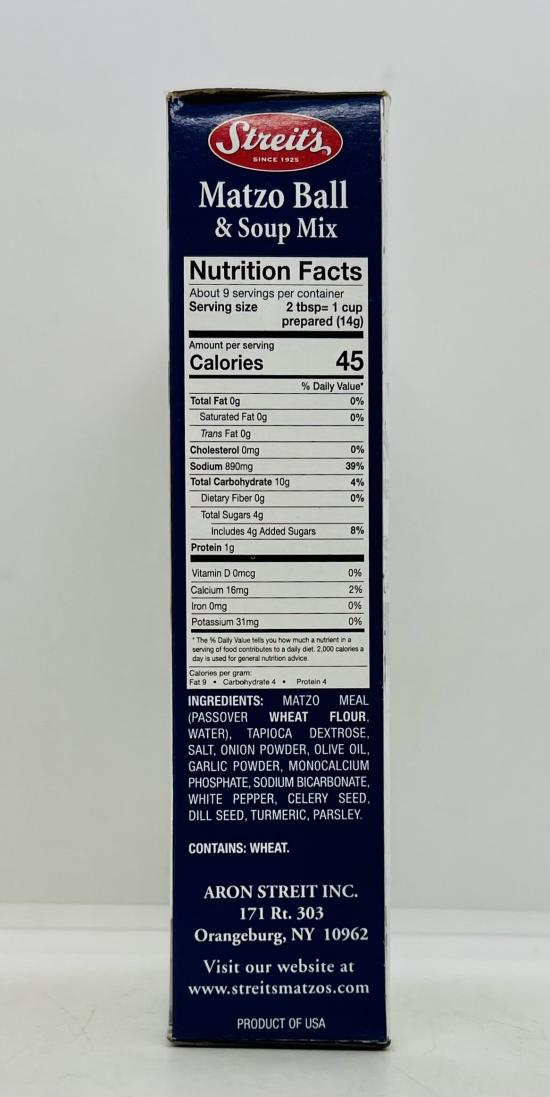 Streit's
SINCE 1925
Matzo Ball
& Soup Mix
Nutrition Facts
About 9 servings per container
Serving size 2 tbsp= 1 cup
prepared (14g)
Amount per serving
Calories 45
% Daily Value*
Total Fat 0g 0%
Saturated Fat 0g 0%
Trans Fat 0g
Cholesterol 0mg 0%
Sodium 890mg 39%
Total Carbohydrate 10g 4%
Dietary Fiber 0g 0%
Total Sugars 4g
Includes 4g Added Sugars 8%
Protein 1g
Vitamin D 0mcg 0%
Calcium 16mg 2%
Iron 0mg 0%
Potassium 31mg 0%
* The % Daily Value tells you how much a nutrient in a
serving of food contributes to a daily diet. 2,000 calories a
day is used for general nutrition advice.
Calories per gram:
Fat 9 • Carbohydrate 4 • Protein 4
INGREDIENTS: MATZO MEAL
(PASSOVER WHEAT FLOUR,
WATER), TAPIOCA DEXTROSE,
SALT, ONION POWDER, OLIVE OIL,
GARLIC POWDER, MONOCALCIUM
PHOSPHATE, SODIUM BICARBONATE,
WHITE PEPPER, CELERY SEED,
DILL SEED, TURMERIC, PARSLEY.
CONTAINS: WHEAT.
ARON STREIT INC.
171 Rt. 303
Orangeburg, NY 10962
Visit our website at
www.streitsmatzos.com
PRODUCT OF USA